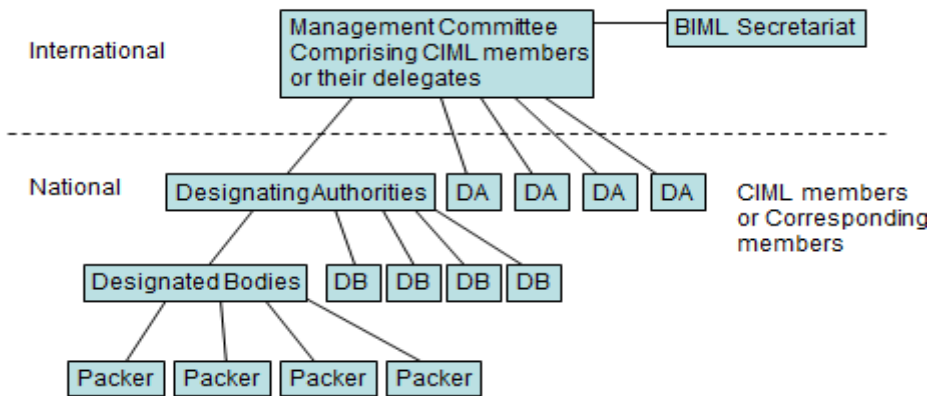 Management Committee
Comprising CIML members
or their delegates
BIML Secretariat
International
National
Designating Authorities
DA
DA
DA
DA
CIML members
or Corresponding
members
Designated Bodies
DB
DB
DB
DB
Packer
Packer
Packer
Packer